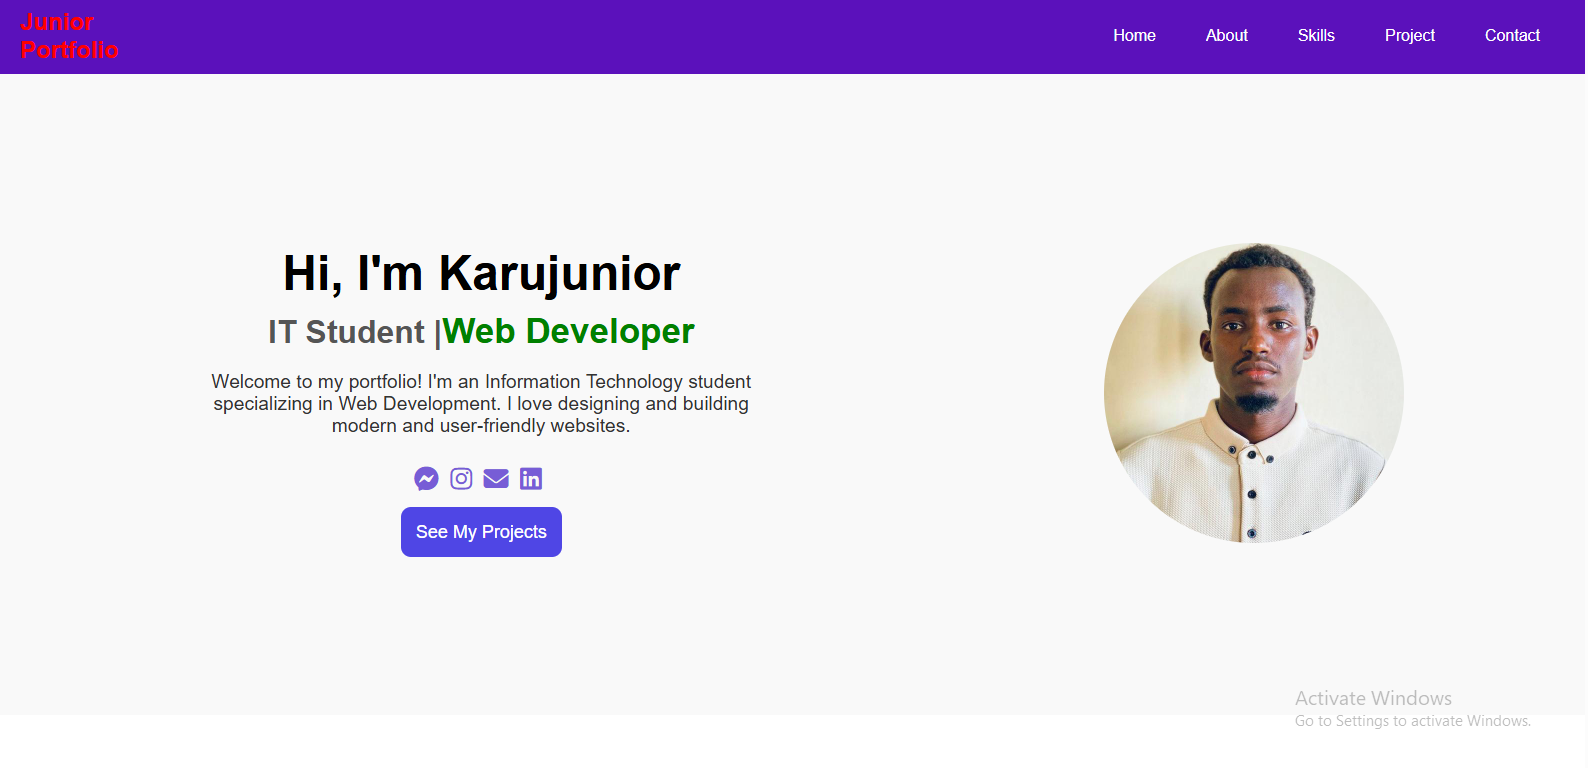 Junior
Portfolio
Home About Skills Project Contact
Hi, I'm Karujunior
IT Student |Web Developer
Welcome to my portfolio! I'm an Information Technology student
specializing in Web Development. I love designing and building
modern and user-friendly websites.
See My Projects
Activate Windows
Go to Settings to activate Windows.